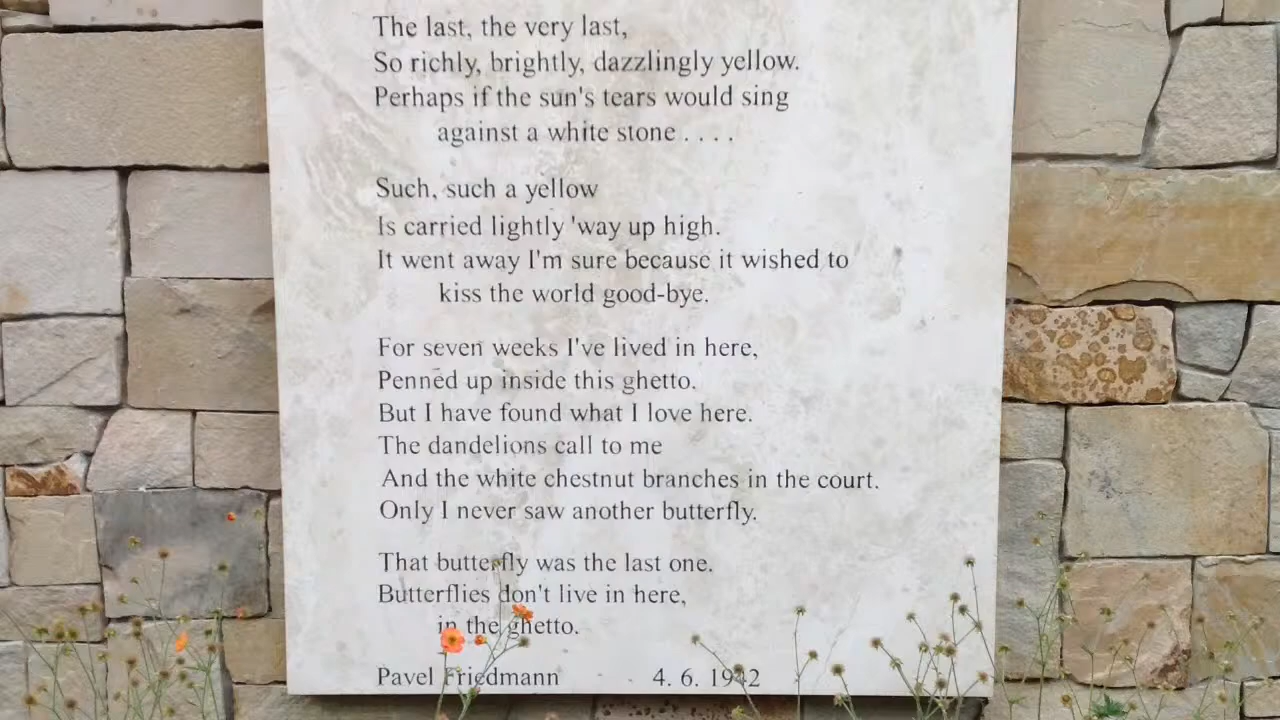 The last, the very last,
So richly, brightly, dazzlingly yellow.
Perhaps if the sun's tears would sing
against a white stone . . . .
Such, such a yellow
Is carried lightly 'way up high.
It went away I'm sure because it wished to
kiss the world good-bye.
For seven weeks I've lived in here,
Penned up inside this ghetto.
But I have found what I love here.
The dandelions call to me
And the white chestnut branches in the court.
Only I never saw another butterfly.
That butterfly was the last one.
Butterflies don't live in here,
in the ghetto.
Pavel Friedmann 4. 6. 1942